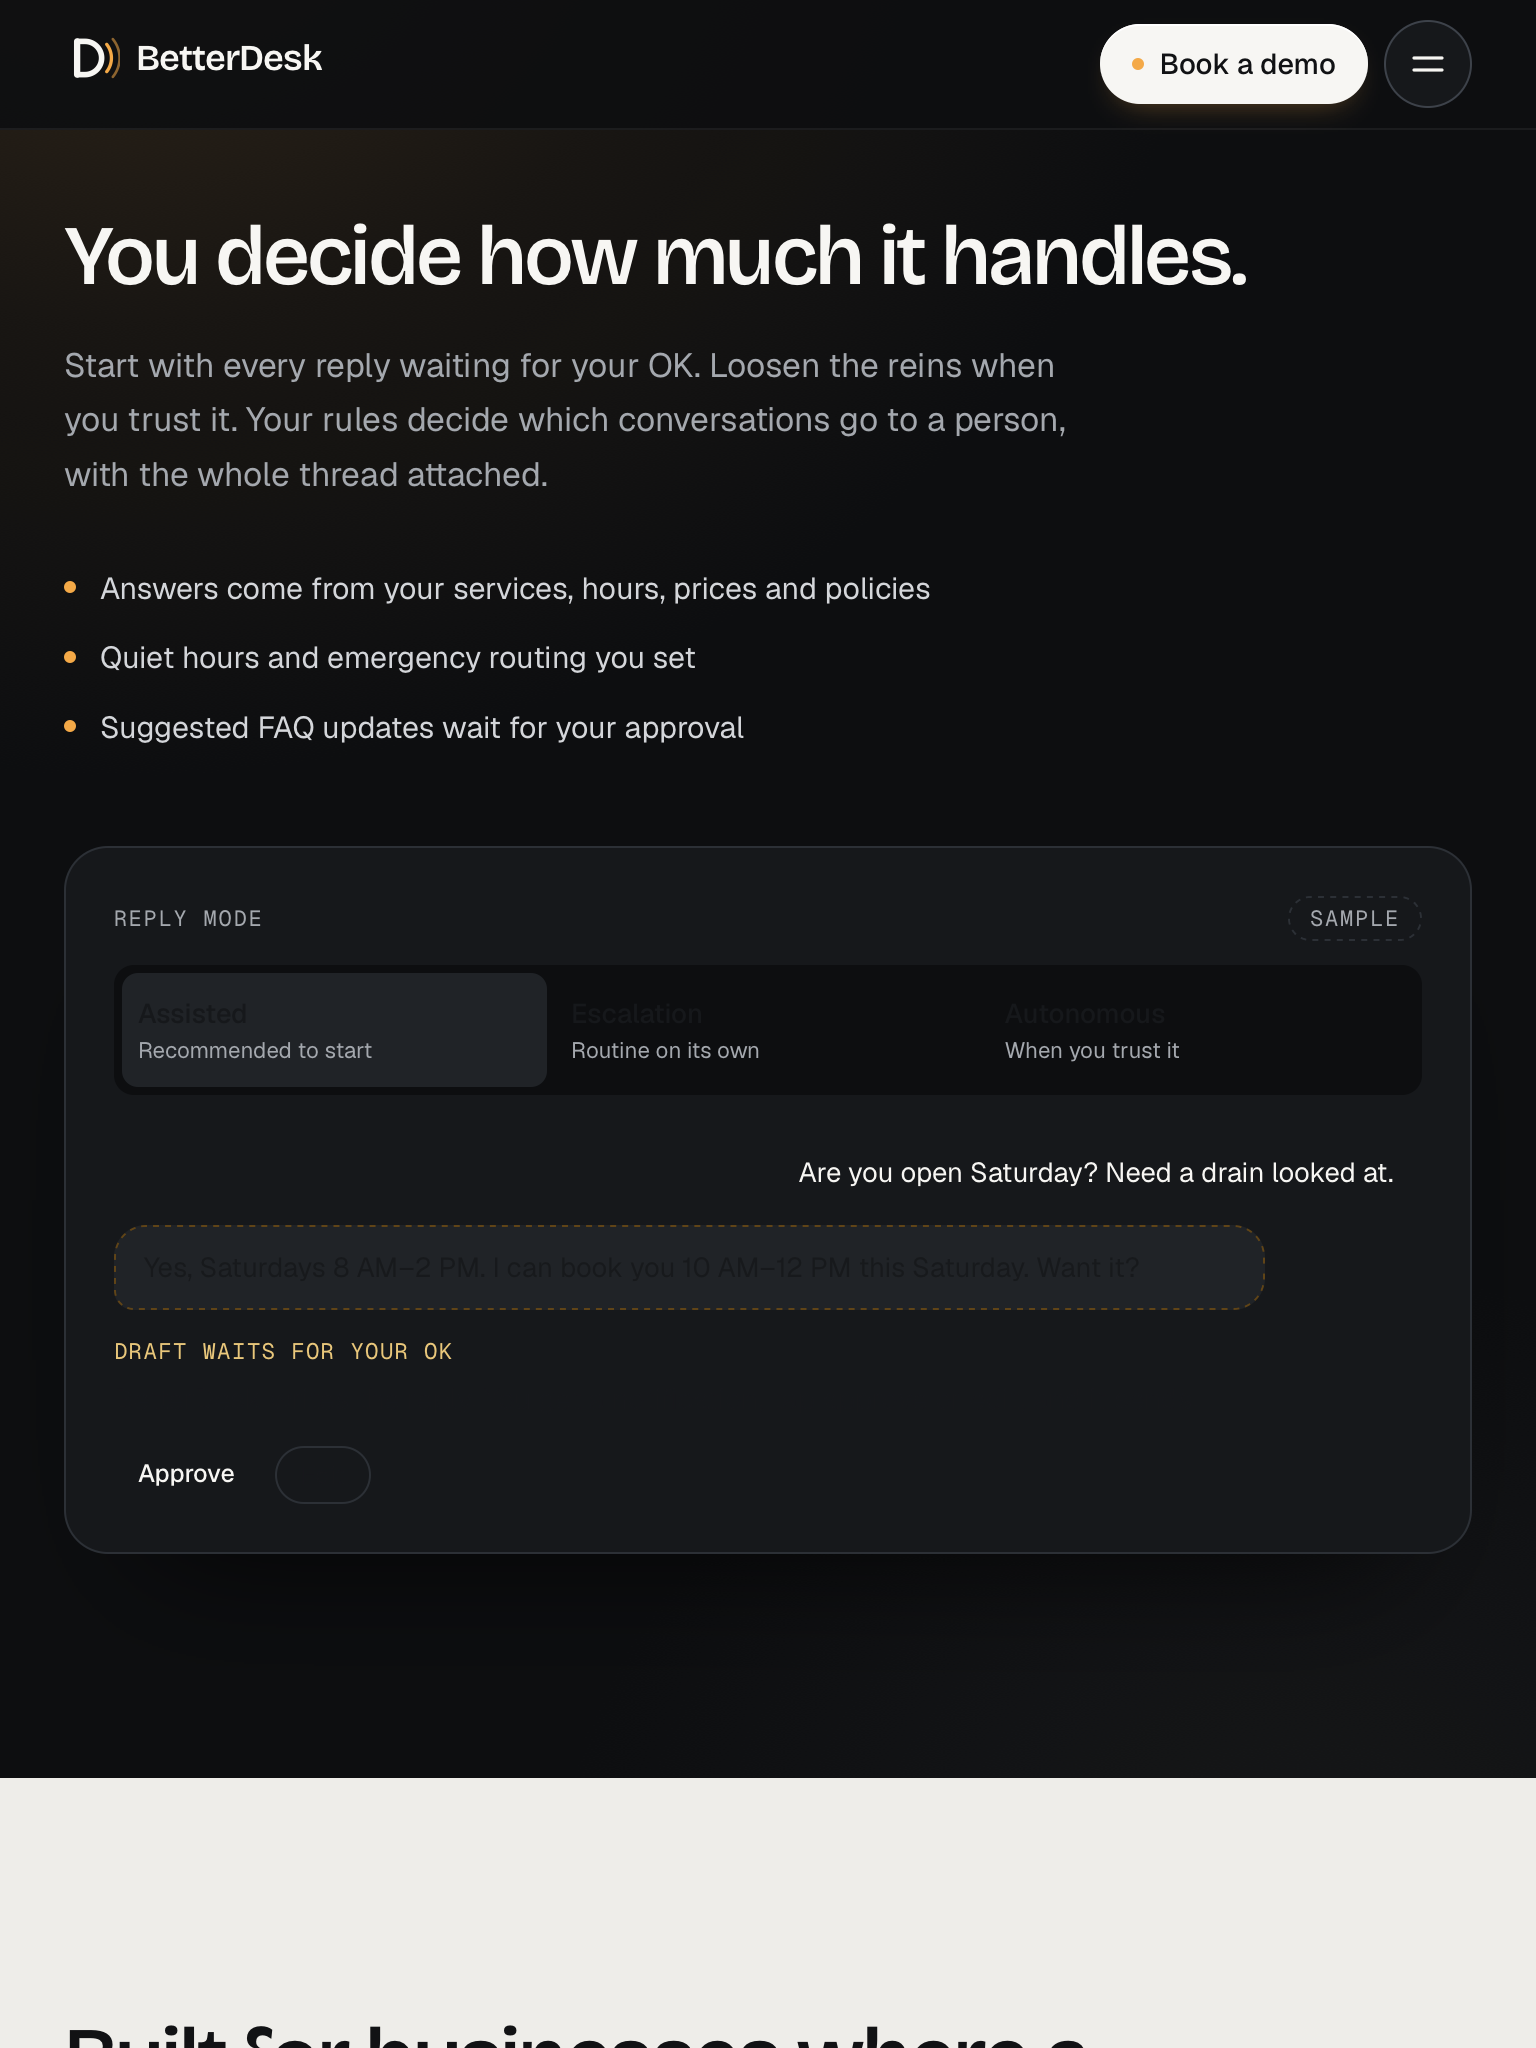 BetterDesk
Book a demo
You decide how much it handles.
Start with every reply waiting for your OK. Loosen the reins when
you trust it. Your rules decide which conversations go to a person,
with the whole thread attached.
Answers come from your services, hours, prices and policies
Quiet hours and emergency routing you set
Suggested FAQ updates wait for your approval
REPLY MODE
SAMPLE
Assisted
Recommended to start
Escalation
Routine on its own
Autonomous
When you trust it
Are you open Saturday? Need a drain looked at.
Yes, Saturdays 8 AM–2 PM. I can book you 10 AM–12 PM this Saturday. Want it?
DRAFT WAITS FOR YOUR OK
Approve
Built for businesses where a